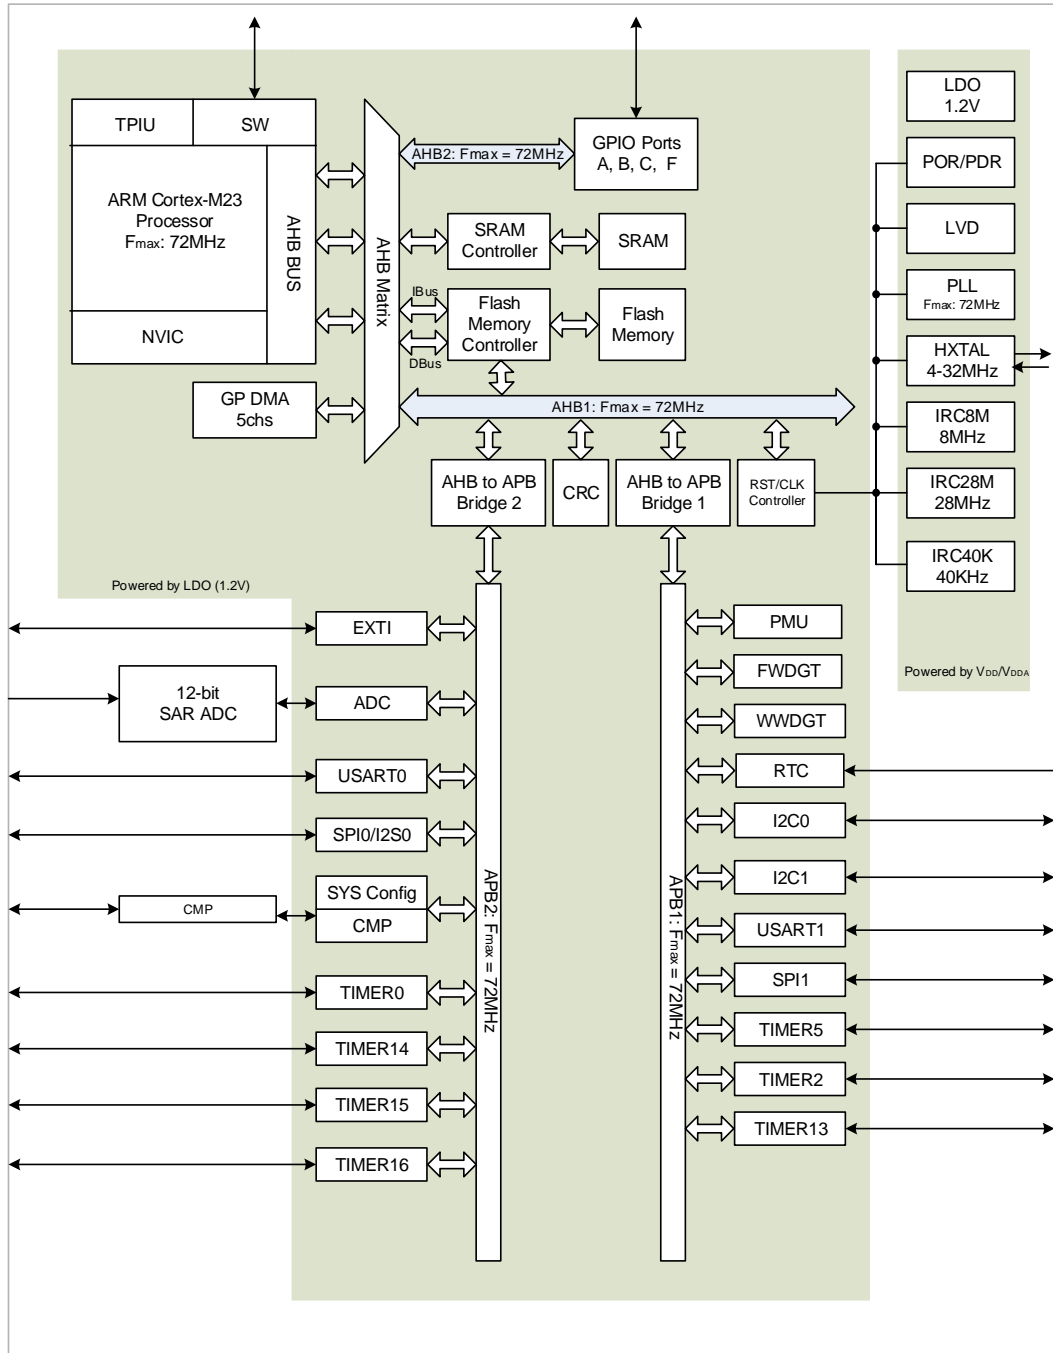 TPIU
SW
ARM Cortex-M23
Processor
Fmax: 72MHz
NVIC
AHB BUS
GP DMA
5chs
AHB Matrix
AHB2: Fmax = 72MHz
GPIO Ports
A, B, C, F
SRAM
Controller
SRAM
IBus
DBus
Flash
Memory
Controller
Flash
Memory
AHB1: Fmax = 72MHz
AHB to APB
Bridge 2
CRC
AHB to APB
Bridge 1
RST/CLK
Controller
Powered by LDO (1.2V)
LDO
1.2V
POR/PDR
LVD
PLL
Fmax: 72MHz
HXTAL
4-32MHz
IRC8M
8MHz
IRC28M
28MHz
IRC40K
40KHz
Powered by VDD/VDDA
EXTI
12-bit
SAR ADC
ADC
USART0
SPI0/I2S0
CMP
SYS Config
CMP
TIMER0
TIMER14
TIMER15
TIMER16
APB2: Fmax = 72MHz
APB1: Fmax = 72MHz
PMU
FWDGT
WWDGT
RTC
I2C0
I2C1
USART1
SPI1
TIMER5
TIMER2
TIMER13